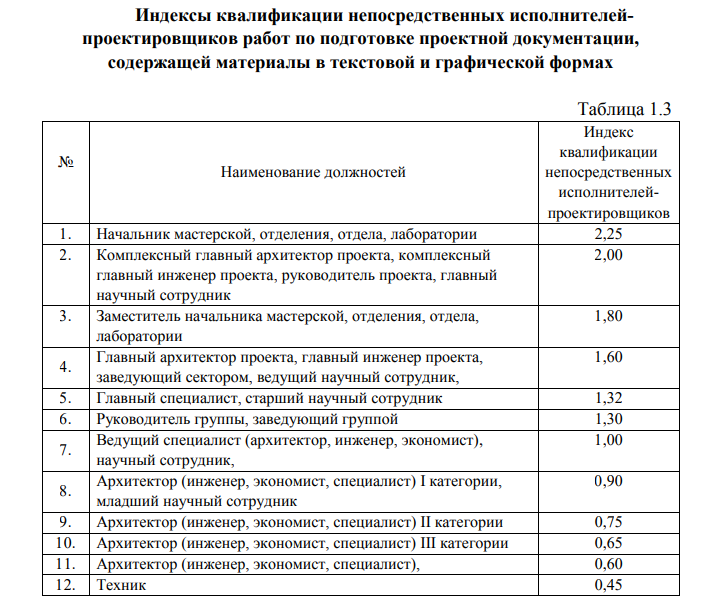 Индексы квалификации непосредственных исполнителей-
проектировщиков работ по подготовке проектной документации,
содержащей материалы в текстовой и графической формах
Таблица 1.3
№
Наименование должностей
Индекс
квалификации
непосредственных
исполнителей-
проектировщиков
1. Начальник мастерской, отделения, отдела, лаборатории 2,25
2. Комплексный главный архитектор проекта, комплексный 2,00
главный инженер проекта, руководитель проекта, главный
научный сотрудник
3. Заместитель начальника мастерской, отделения, отдела, 1,80
лаборатории
4. Главный архитектор проекта, главный инженер проекта, 1,60
заведующий сектором, ведущий научный сотрудник,
5. Главный специалист, старший научный сотрудник 1,32
6. Руководитель группы, заведующий группой 1,30
7. Ведущий специалист (архитектор, инженер, экономист), 1,00
научный сотрудник,
8. Архитектор (инженер, экономист, специалист) I категории, 0,90
младший научный сотрудник
9. Архитектор (инженер, экономист, специалист) II категории 0,75
10. Архитектор (инженер, экономист, специалист) III категории 0,65
11. Архитектор (инженер, экономист, специалист), 0,60
12. Техник 0,45